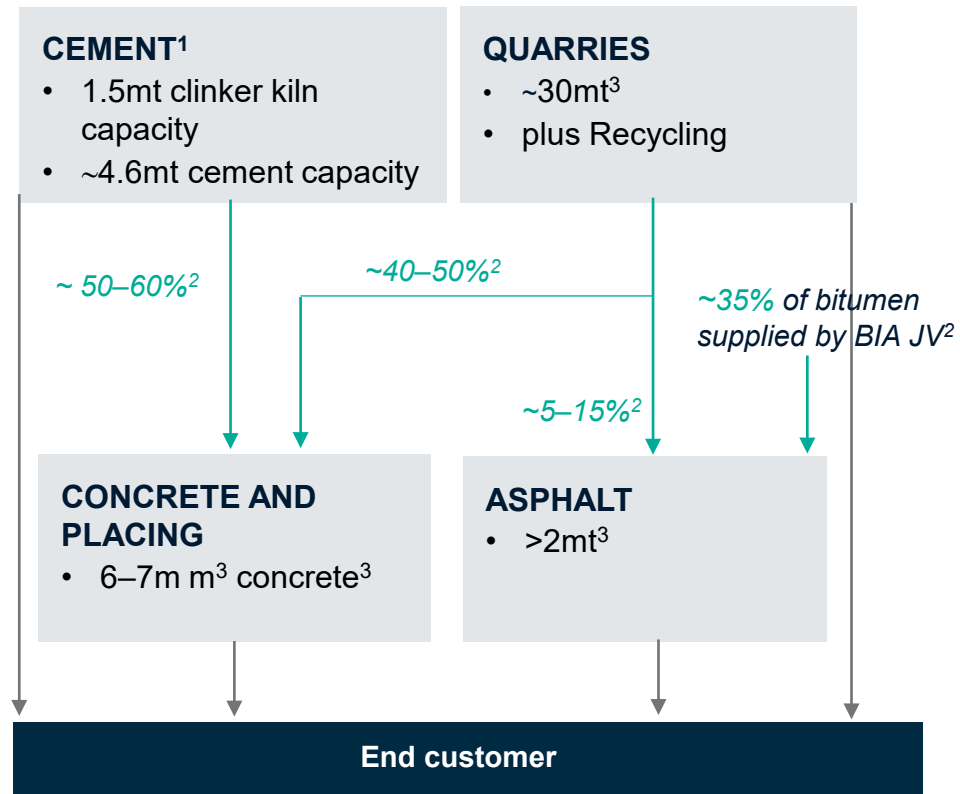 CEMENT¹
• 1.5mt clinker kiln
capacity
• ~4.6mt cement capacity
QUARRIES
• ~30mt³
• plus Recycling
~ 50–60%²
~40–50%²
~35% of bitumen
supplied by BIA JV²
~5–15%²
CONCRETE AND
PLACING
• 6–7m m³ concrete³
ASPHALT
• >2mt³
End customer